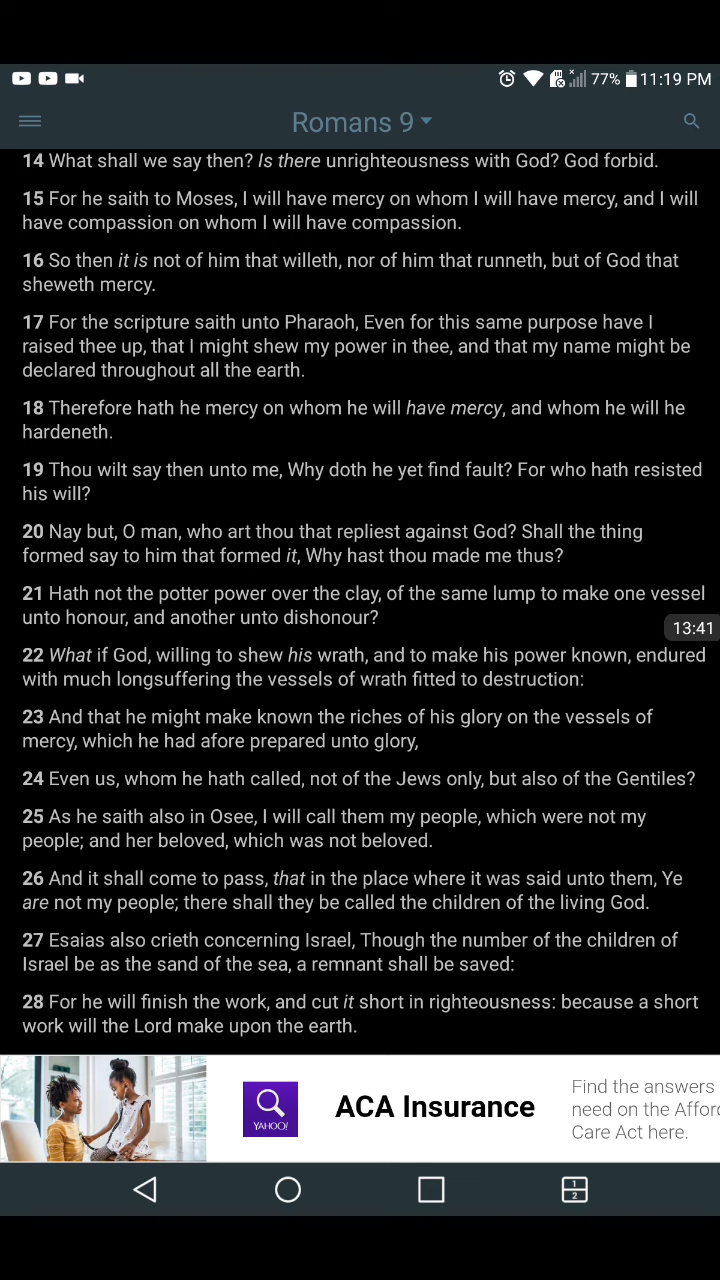 77% 11:19 PM
Romans 9
14 What shall we say then? Is there unrighteousness with God? God forbid.
15 For he saith to Moses, I will have mercy on whom I will have mercy, and I will
have compassion on whom I will have compassion.
16 So then it is not of him that willeth, nor of him that runneth, but of God that
sheweth mercy.
17 For the scripture saith unto Pharaoh, Even for this same purpose have I
raised thee up, that I might shew my power in thee, and that my name might be
declared throughout all the earth.
18 Therefore hath he mercy on whom he will have mercy, and whom he will he
hardeneth.
19 Thou wilt say then unto me, Why doth he yet find fault? For who hath resisted
his will?
20 Nay but, O man, who art thou that repliest against God? Shall the thing
formed say to him that formed it, Why hast thou made me thus?
21 Hath not the potter power over the clay, of the same lump to make one vessel
unto honour, and another unto dishonour?
13:41
22 What if God, willing to shew his wrath, and to make his power known, endured
with much longsuffering the vessels of wrath fitted to destruction:
23 And that he might make known the riches of his glory on the vessels of
mercy, which he had afore prepared unto glory,
24 Even us, whom he hath called, not of the Jews only, but also of the Gentiles?
25 As he saith also in Osee, I will call them my people, which were not my
people; and her beloved, which was not beloved.
26 And it shall come to pass, that in the place where it was said unto them, Ye
are not my people; there shall they be called the children of the living God.
27 Esaias also crieth concerning Israel, Though the number of the children of
Israel be as the sand of the sea, a remnant shall be saved:
28 For he will finish the work, and cut it short in righteousness: because a short
work will the Lord make upon the earth.
YAHOO!
ACA Insurance
Find the answers
need on the Affor
Care Act here.
1
2